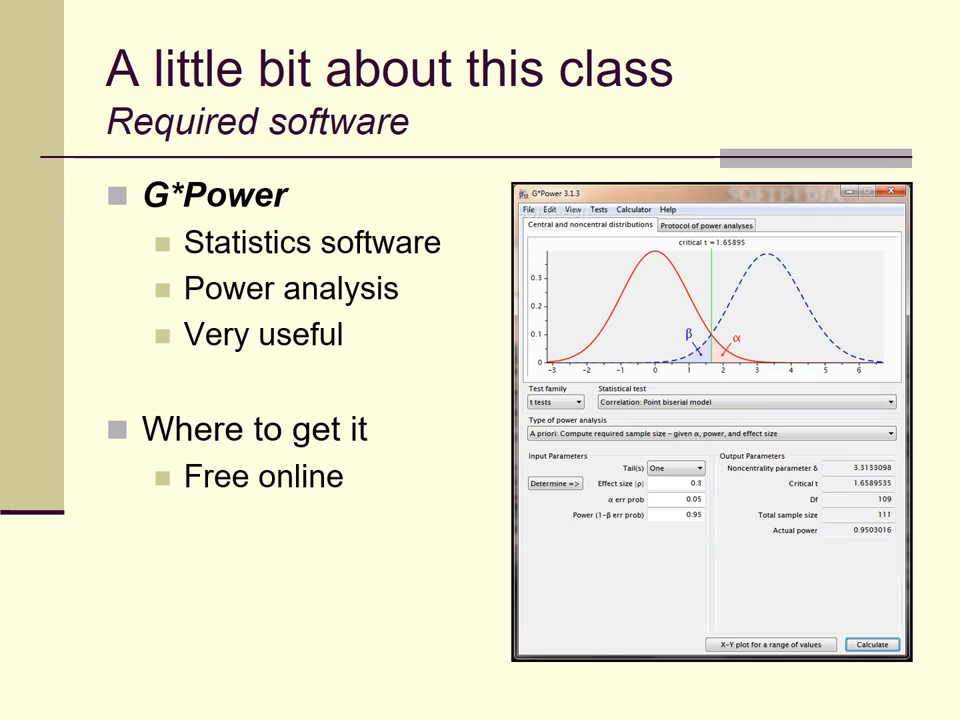 A little bit about this class
Required software
G*Power
Statistics software
Power analysis
Very useful
Where to get it
Free online
G*Power 3.1.3
SOFTPEDIA
File Edit View Tests Calculator Help
Central and noncentral distributions Protocol of power analyses
critical t = 1.65895
0.3
0.2
0.1
0
β
α
-3 -2 -1 0 1 2 3 4 5 6
Test family Statistical test
t tests Correlation: Point biserial model
Type of power analysis
A priori: Compute required sample size - given α, power, and effect size
Input Parameters Output Parameters
Tail(s) One Noncentrality parameter δ 3.3133098
Determine => Effect size |ρ| 0.3 Critical t 1.6589535
α err prob 0.05 Df 109
Power (1-β err prob) 0.95 Total sample size 111
Actual power 0.9503016
X-Y plot for a range of values Calculate